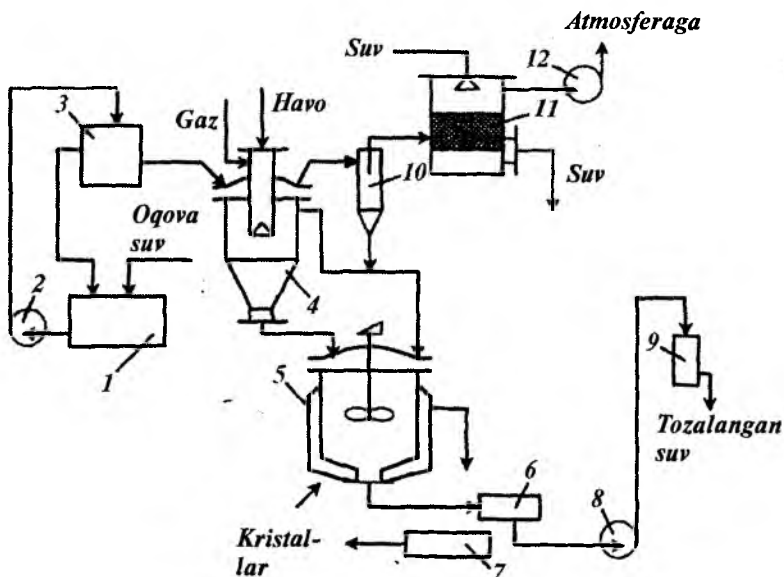 Atmosferaga
Suv
12
3
Havo
Gaz
11
10
Suv
Oqova
suv
2
4
1
9
5
Tozalangan
suv
6
8
Kristal-
lar
7